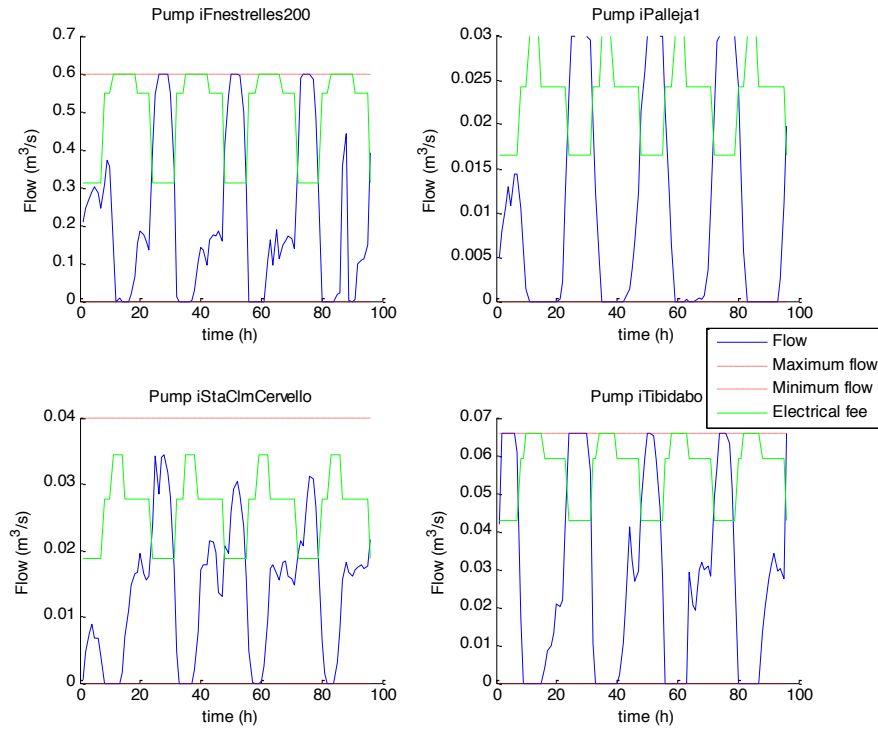 Pump iFnestrelles200
0.7
0.6
0.5
0.4
0.3
0.2
0.1
0
Flow (m³/s)
0 20 40 60 80 100
time (h)
Pump iPalleja1
0.03
0.025
0.02
0.015
0.01
0.005
0
Flow (m³/s)
0 20 40 60 80 100
time (h)
Flow
Maximum flow
Minimum flow
Electrical fee
Pump iStaClmCervello
0.04
0.03
0.02
0.01
0
Flow (m³/s)
0 20 40 60 80 100
time (h)
Pump iTibidabo
0.07
0.06
0.05
0.04
0.03
0.02
0.01
0
Flow (m³/s)
0 20 40 60 80 100
time (h)